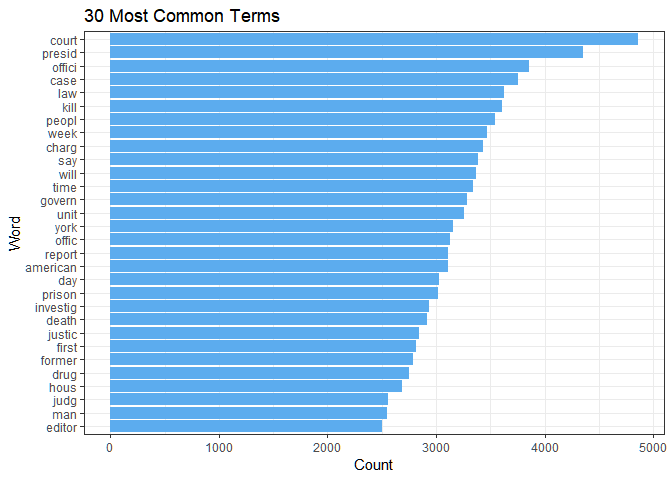 30 Most Common Terms
court
presid
offici
case
law
kill
peopl
week
charg
say
will
time
govern
unit
york
offic
report
american
day
prison
investig
death
justic
first
former
drug
hous
judg
man
editor
Word
0 1000 2000 3000 4000 5000
Count